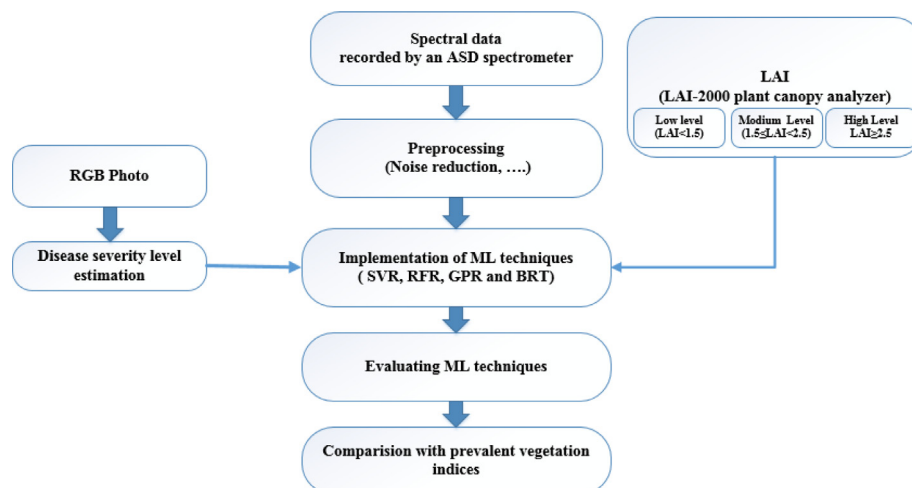 Spectral data
recorded by an ASD spectrometer
LAI
(LAI-2000 plant canopy analyzer)
Low level
(LAI<1.5)
Modium Level
(1.5≤LAI<2.5)
High Level
LAI≥2.5
Preprocessing
(Noise reduction, ….)
RGB Photo
Disease severity level
estimation
Implementation of ML techniques
( SVR, RFR, GPR and BRT)
Evaluating ML techniques
Comparision with prevalent vegetation
indices